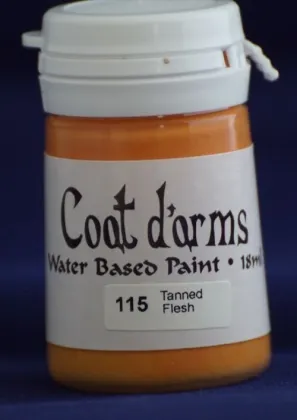 Coat d'arms
Water Based Paint • 18ml
115 Tanned
Flesh